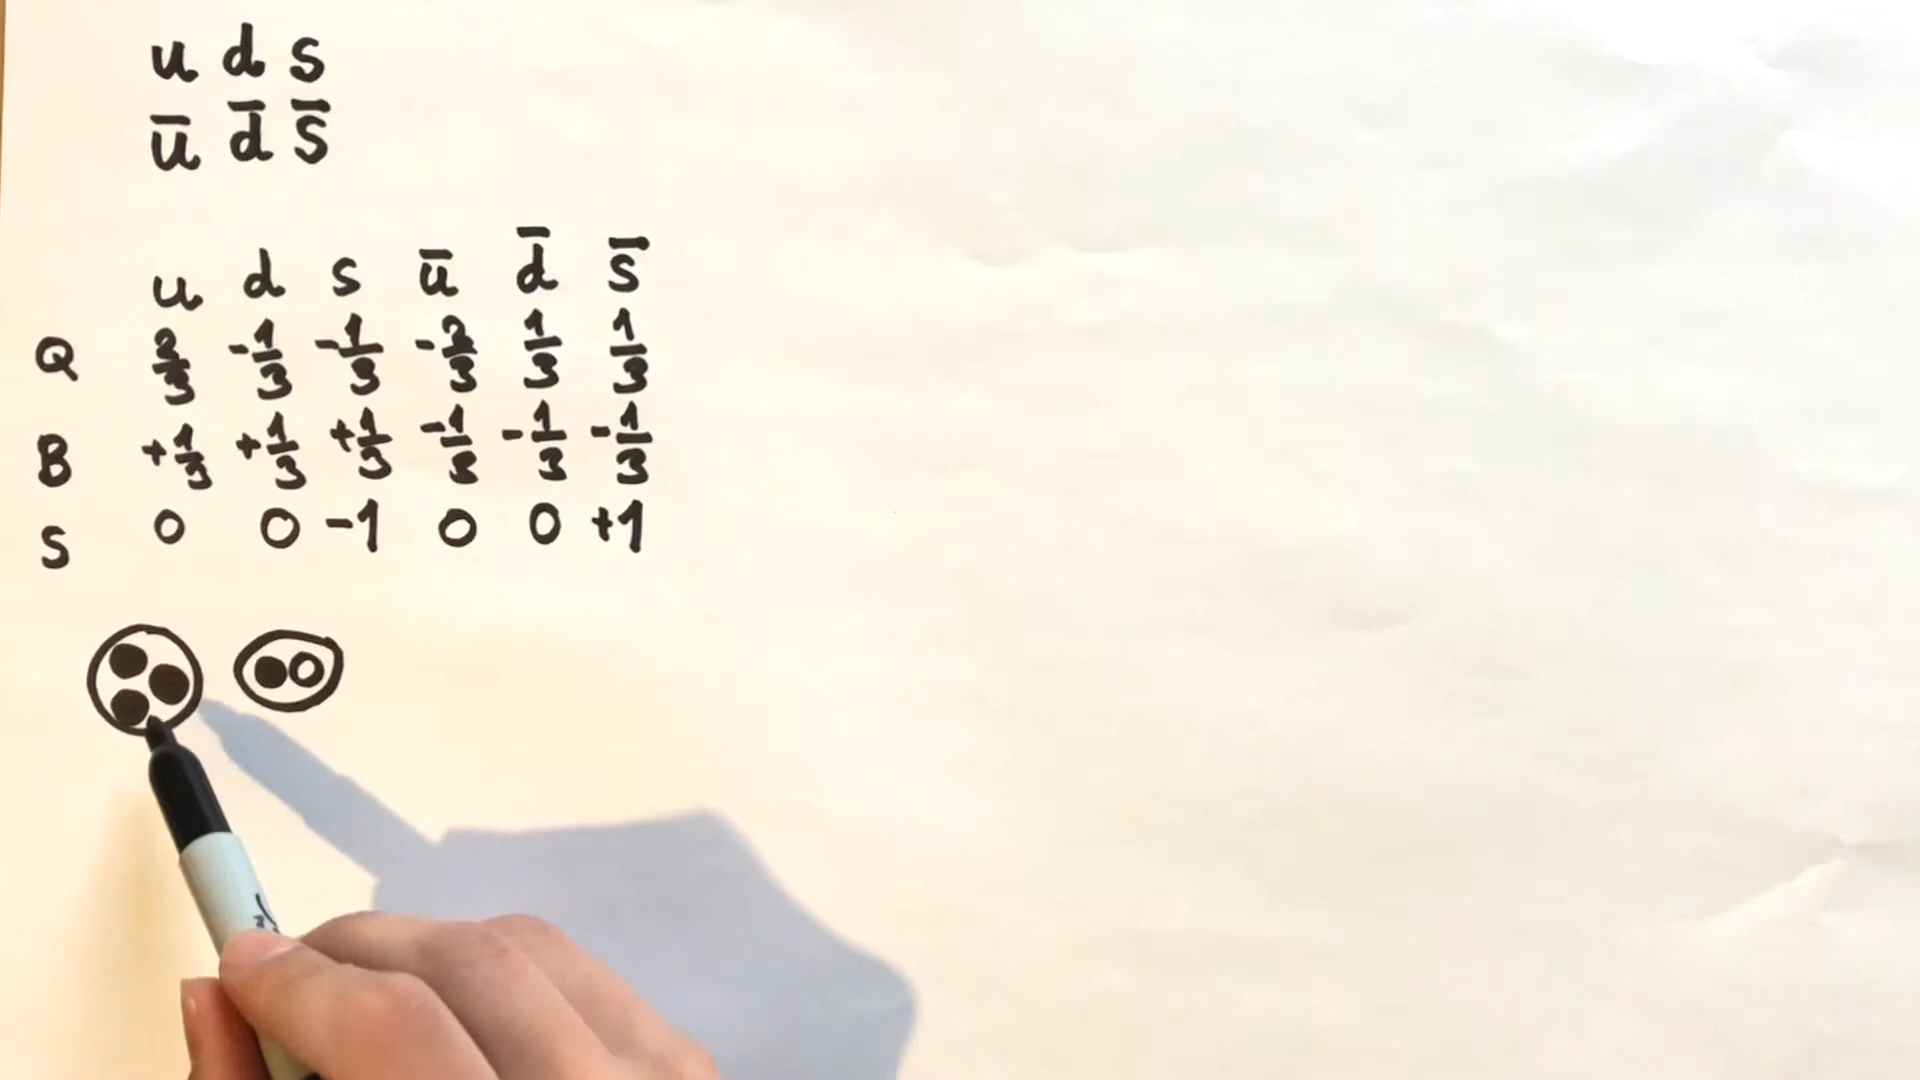 u d s
ū d̄ s̄
u d s ū d̄ s̄
Q 2/3 -1/3 -1/3 -2/3 1/3 1/3
B +1/3 +1/3 +1/3 -1/3 -1/3 -1/3
S 0 0 -1 0 0 +1